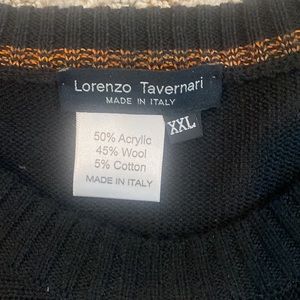 Lorenzo Tavernari
MADE IN ITALY
XXL
50% Acrylic
45% Wool
5% Cotton
MADE IN ITALY